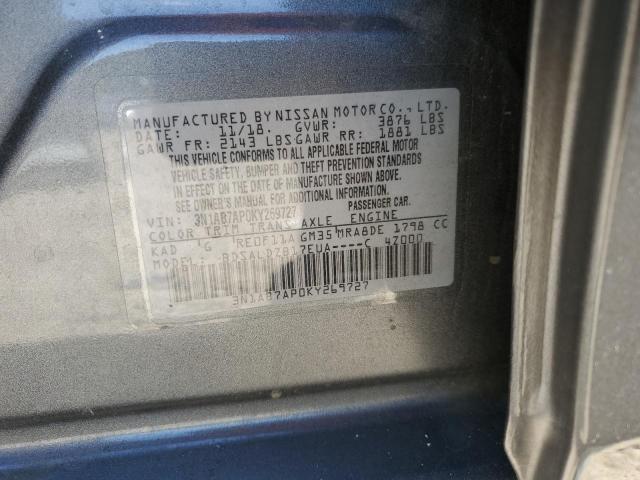 MANUFACTURED BY NISSAN MOTOR CO., LTD.
DATE: 11/18. GVWR: 3876 LBS
GAWR FR: 2143 LBS GAWR RR: 1881 LBS
THIS VEHICLE CONFORMS TO ALL APPLICABLE FEDERAL MOTOR
VEHICLE SAFETY, BUMPER AND THEFT PREVENTION STANDARDS
IN EFFECT ON THE DATE OF MANUFACTURE SHOWN ABOVE.
SEE OWNER'S MANUAL FOR ADDITIONAL INFORMATION.
VIN: 3N1AB7AP0KY269727 PASSENGER CAR.
COLOR TRIM TRANS AXLE ENGINE
KAD G RE0F11A GM35 MRA8DE 1798 CC
MODEL: BDSALDZB17EUA----C 4Z000
3N1AB7AP0KY269727